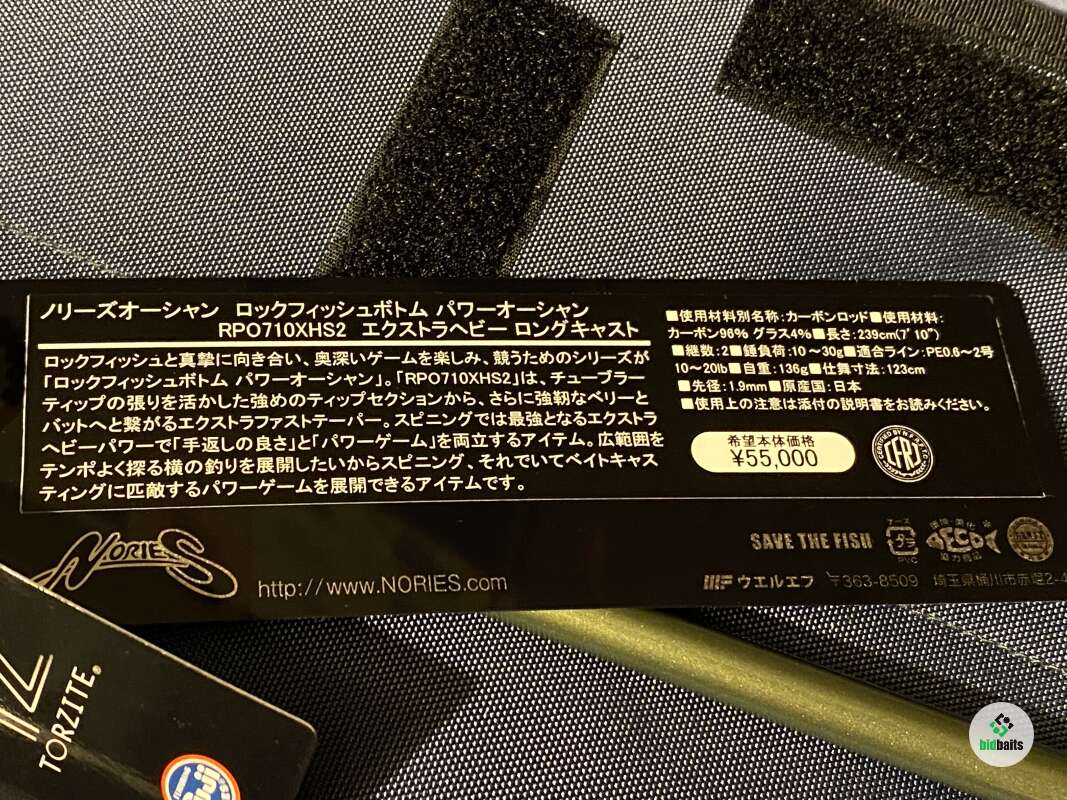 ノリーズオーシャン ロックフィッシュボトム パワーオーシャン
RPO710XHS2 エクストラヘビー ロングキャスト
ロックフィッシュと真摯に向き合い、奥深いゲームを楽しみ、競うためのシリーズが
「ロックフィッシュボトム パワーオーシャン」。「RPO710XHS2」は、チューブラー
ティップの張りを活かした強めのティップセクションから、さらに強靭なベリーと
バットへと繋がるエクストラファストテーパー。スピニングでは最強となるエクストラ
ヘビーパワーで「手返しの良さ」と「パワーゲーム」を両立するアイテム。広範囲を
テンポよく探る横の釣りを展開したいからスピニング、それでいてベイトキャス
ティングに匹敵するパワーゲームを展開できるアイテムです。
■使用材料別名称:カーボンロッド■使用材料:
カーボン96% グラス4%■長さ:239cm(7'10")
■継数:2■錘負荷:10~30g■適合ライン:PE0.6~2号
10~20lb■自重:136g■仕舞寸法:123cm
■先径:1.9mm■原産国:日本
■使用上の注意は添付の説明書をお読みください。
希望本体価格
¥55,000
CFRJ
NORIES
http://www.NORIES.com
SAVE THE FISH
ケース
プラ
PVC
環境・美化
ECO
協力商品
ウエルエフ 〒363-8509 埼玉県桶川市赤堀2-4
TORZITE®
Fuji
bidbaits